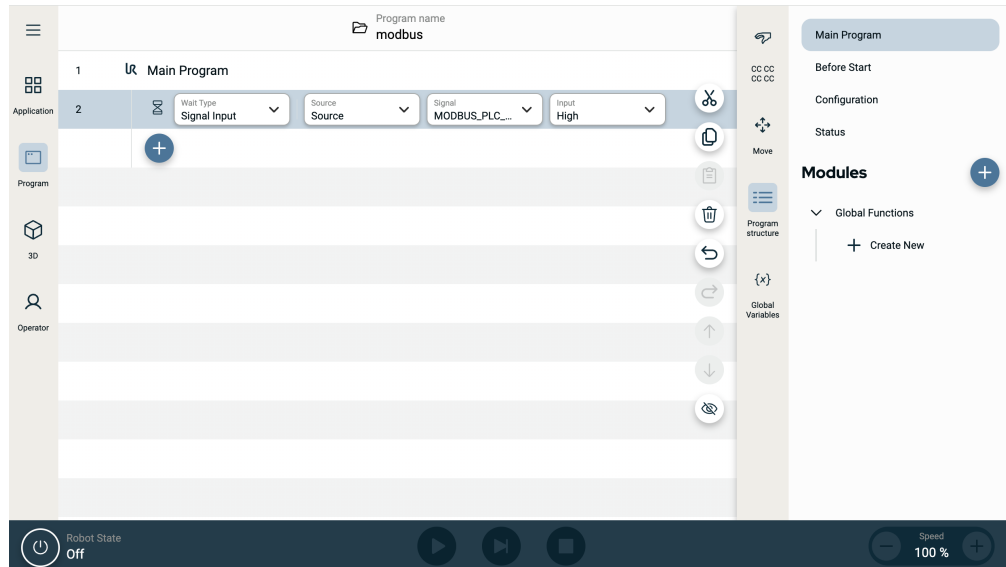 Program name
modbus
Application
Program
3D
Operator
1 Main Program
2 Wait Type Signal Input Source Source Signal MODBUS_PLC_... Input High
CC CC
CC CC
Move
Program
structure
{x}
Global
Variables
Main Program
Before Start
Configuration
Status
Modules
Global Functions
Create New
Robot State
Off
Speed
100 %